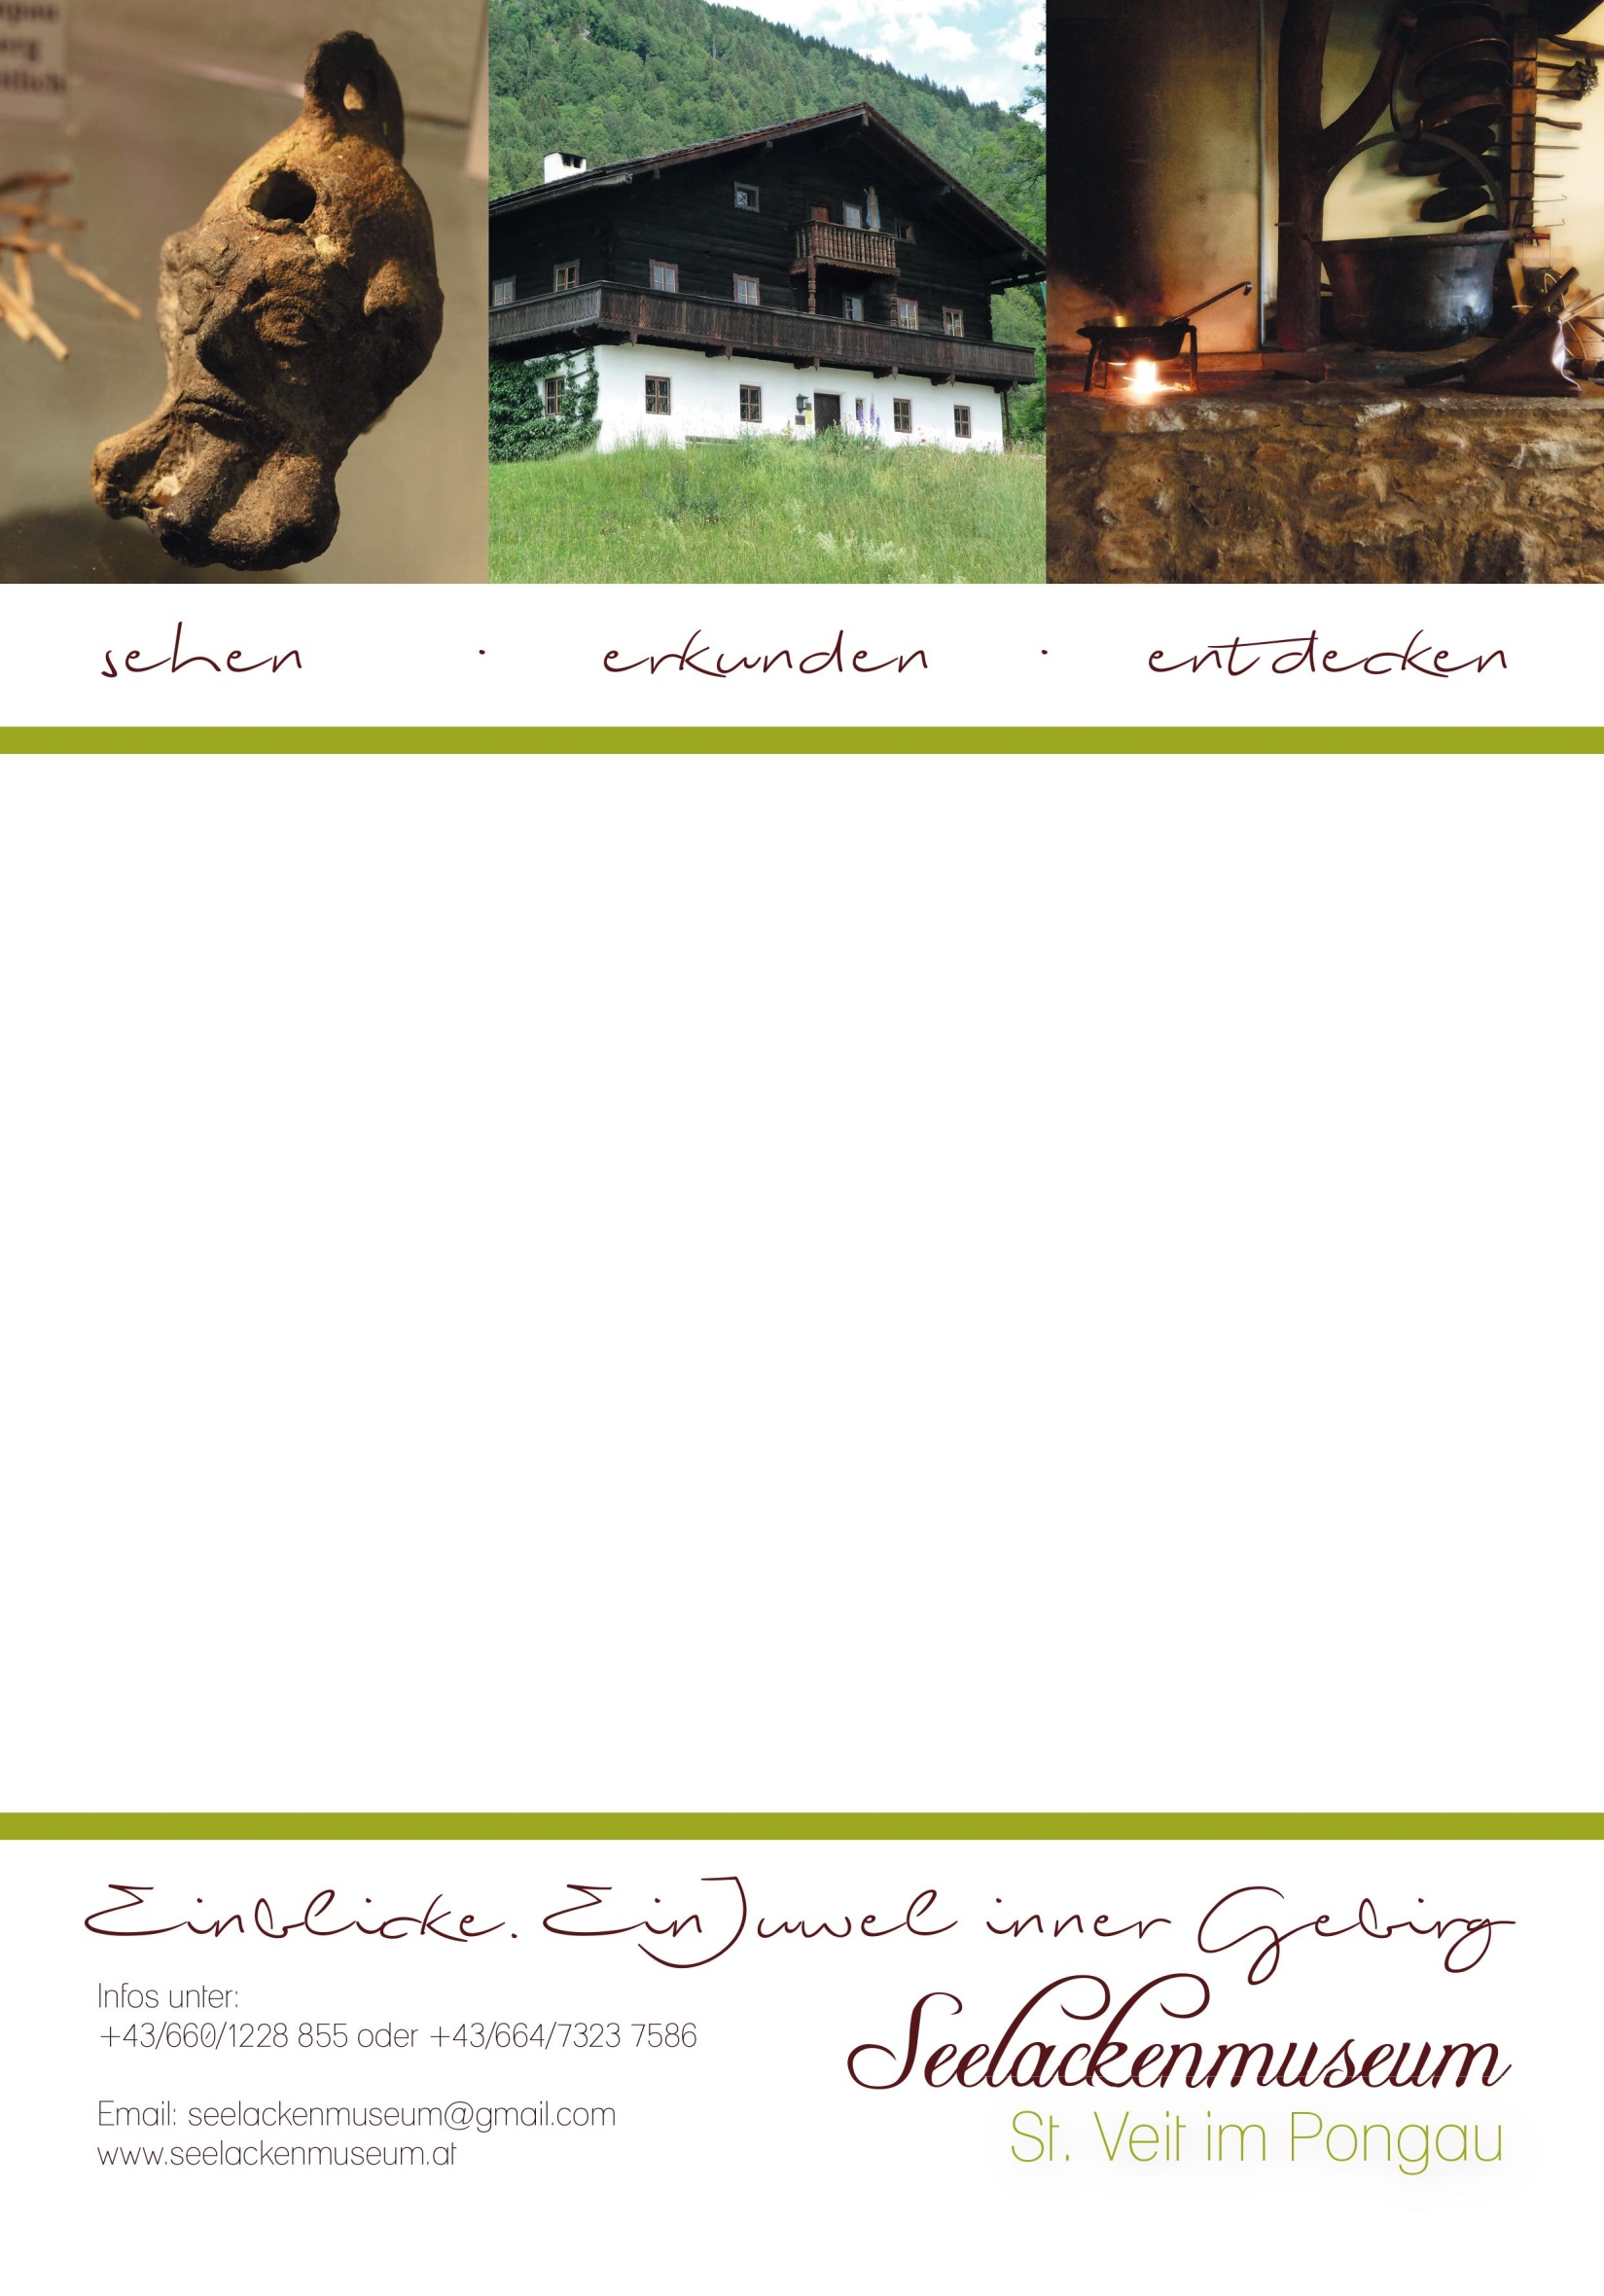 sehen · erkunden · entdecken
Einblicke. Ein Juwel inner Gebirg
Infos unter:
+43/660/1228 855 oder +43/664/7323 7586
Email: seelackenmuseum@gmail.com
www.seelackenmuseum.at
Seelackenmuseum
St. Veit im Pongau